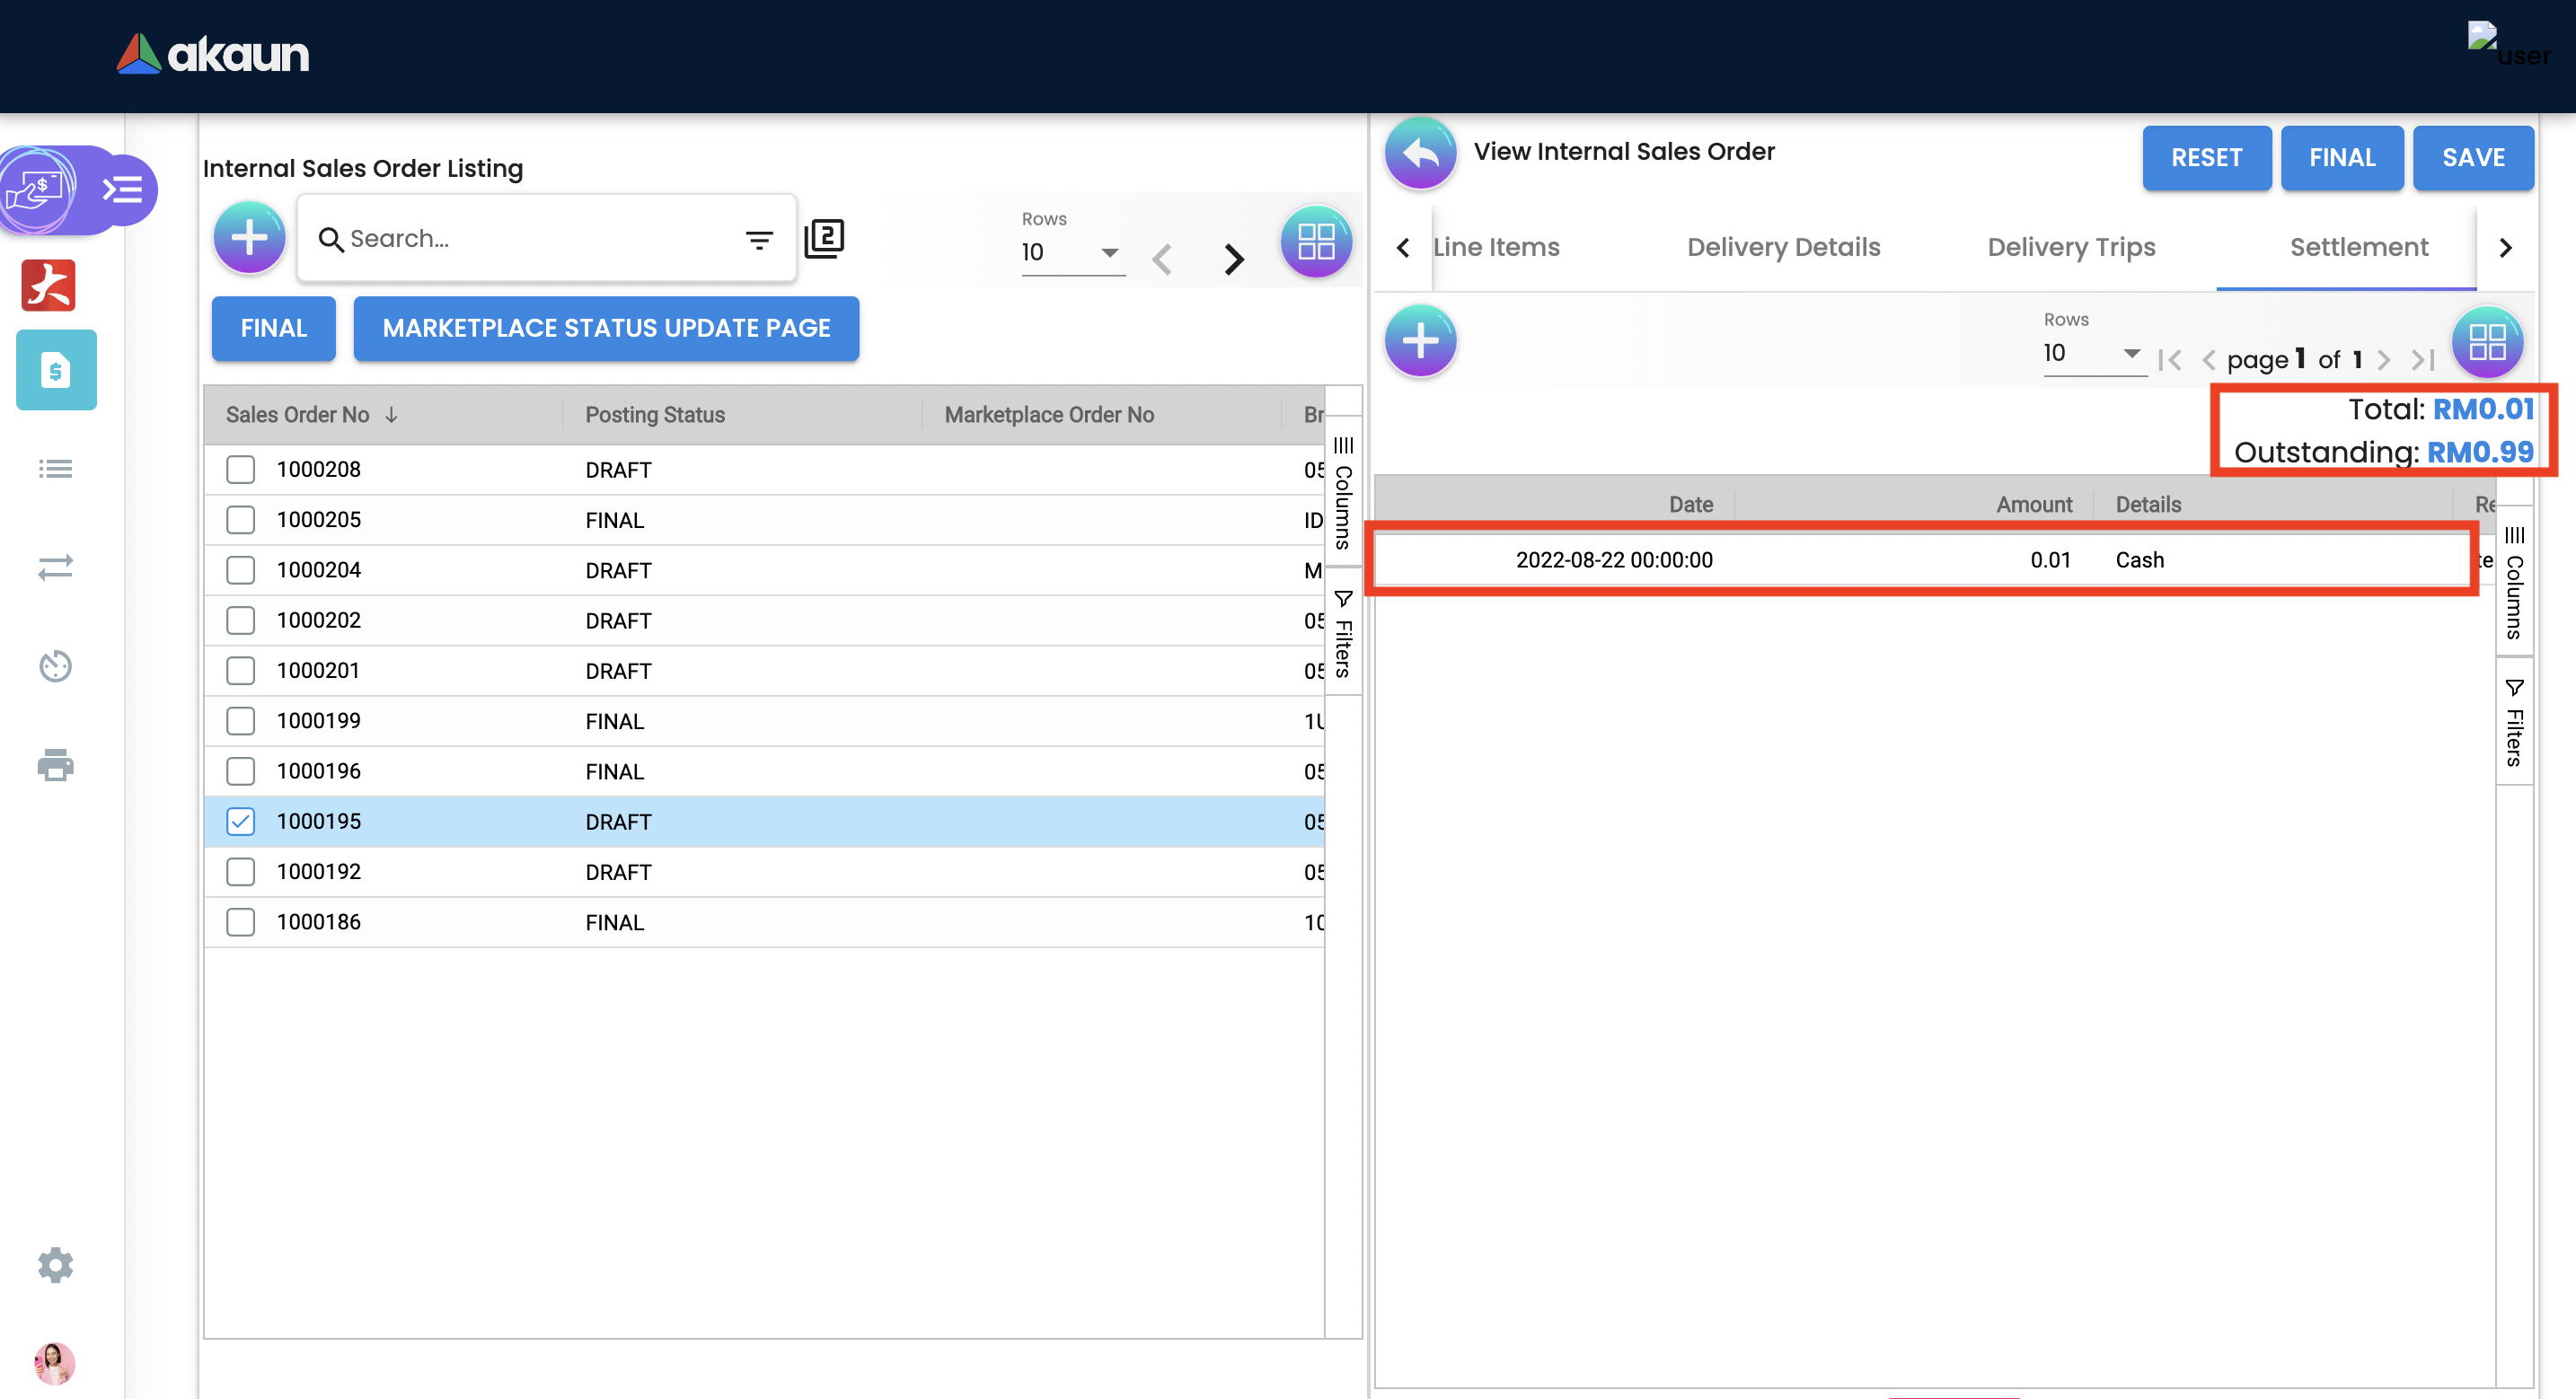 akaun
user
Internal Sales Order Listing
Search...
2
Rows
10
FINAL
MARKETPLACE STATUS UPDATE PAGE
Sales Order No
Posting Status
Marketplace Order No
Br
1000208 DRAFT 05
1000205 FINAL ID
1000204 DRAFT M
1000202 DRAFT 05
1000201 DRAFT 05
1000199 FINAL 1U
1000196 FINAL 05
1000195 DRAFT 05
1000192 DRAFT 05
1000186 FINAL 10
Columns
Filters
View Internal Sales Order
RESET
FINAL
SAVE
Line Items
Delivery Details
Delivery Trips
Settlement
Rows
10
page 1 of 1
Total: RM0.01
Outstanding: RM0.99
Date
Amount
Details
Re
2022-08-22 00:00:00 0.01 Cash te
Columns
Filters